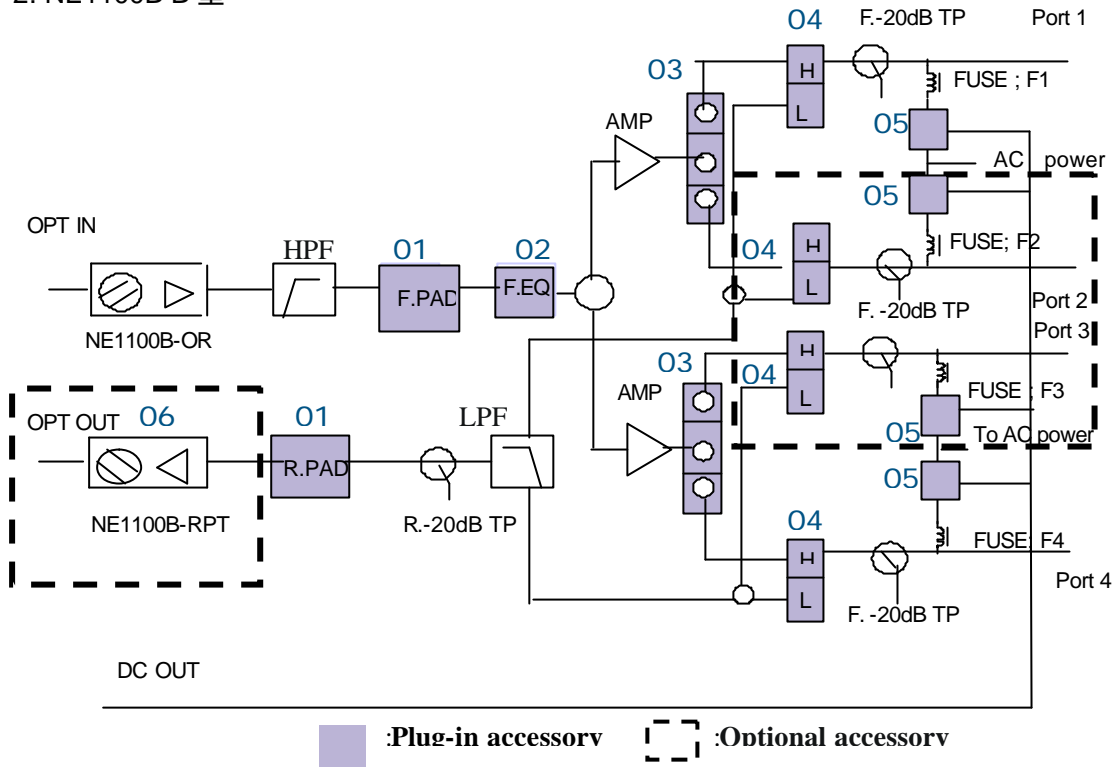 2. NE1100B B 型
04
F.-20dB TP
Port 1
03
H
L
FUSE ; F1
05
AMP
AC power
05
OPT IN
HPF
01
02
04
H
L
FUSE; F2
F.PAD
F.EQ
F. -20dB TP
Port 2
NE1100B-OR
Port 3
03
04
H
L
FUSE ; F3
AMP
OPT OUT
06
01
LPF
05
To AC power
R.PAD
05
NE1100B-RPT
R.-20dB TP
04
H
L
FUSE; F4
Port 4
F. -20dB TP
DC OUT
:Plug-in accessory
:Optional accessory